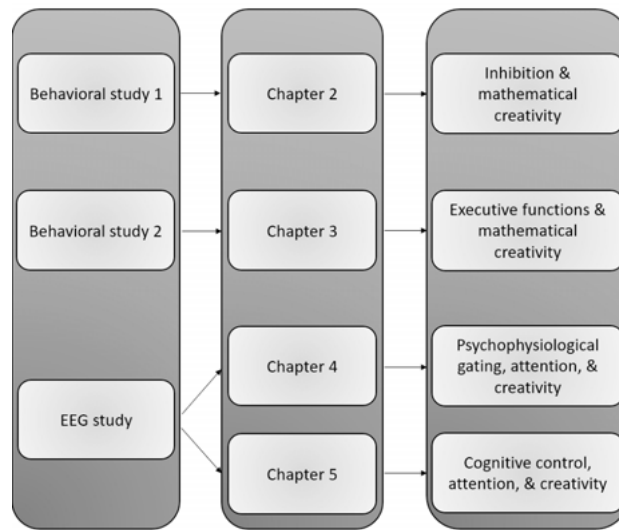 Behavioral study 1
Chapter 2
Inhibition &
mathematical
creativity
Behavioral study 2
Chapter 3
Executive functions &
mathematical
creativity
EEG study
Chapter 4
Psychophysiological
gating, attention, &
creativity
Chapter 5
Cognitive control,
attention, & creativity